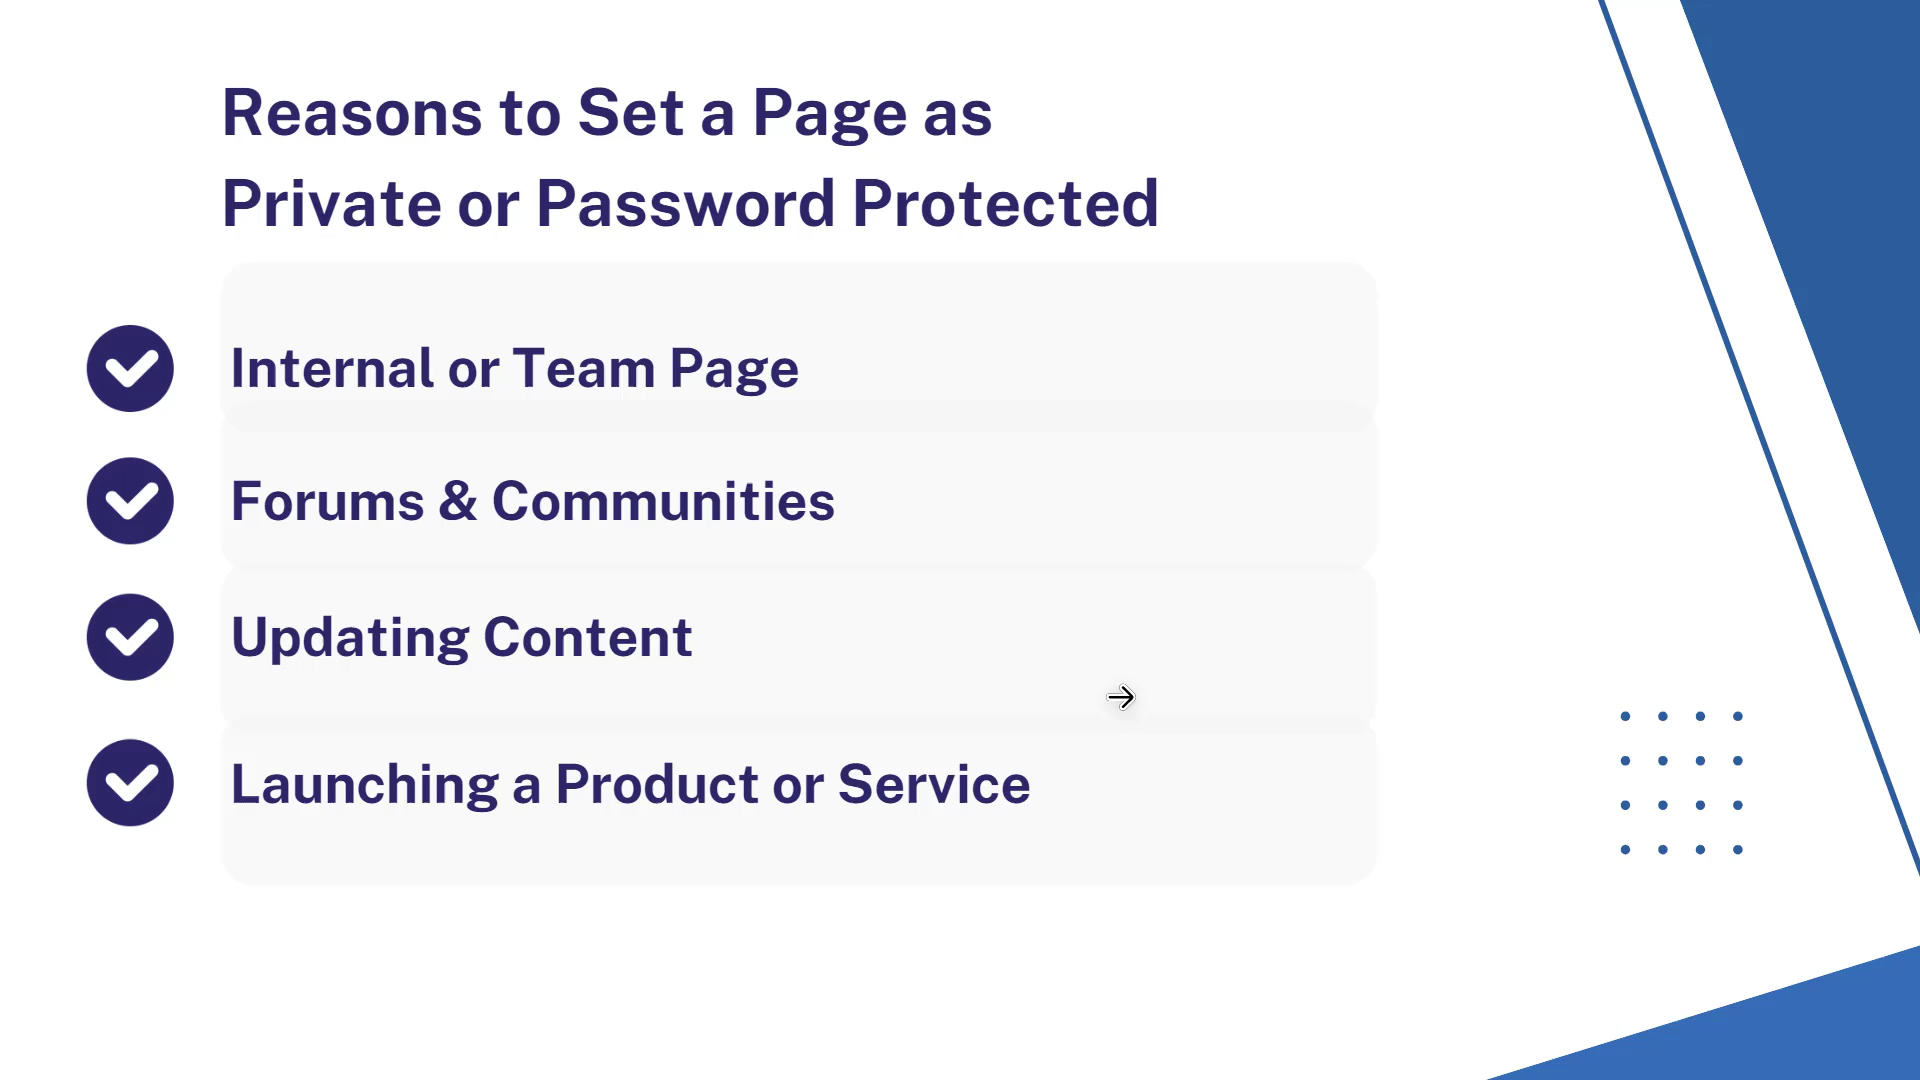 Reasons to Set a Page as
Private or Password Protected
Internal or Team Page
Forums & Communities
Updating Content
Launching a Product or Service